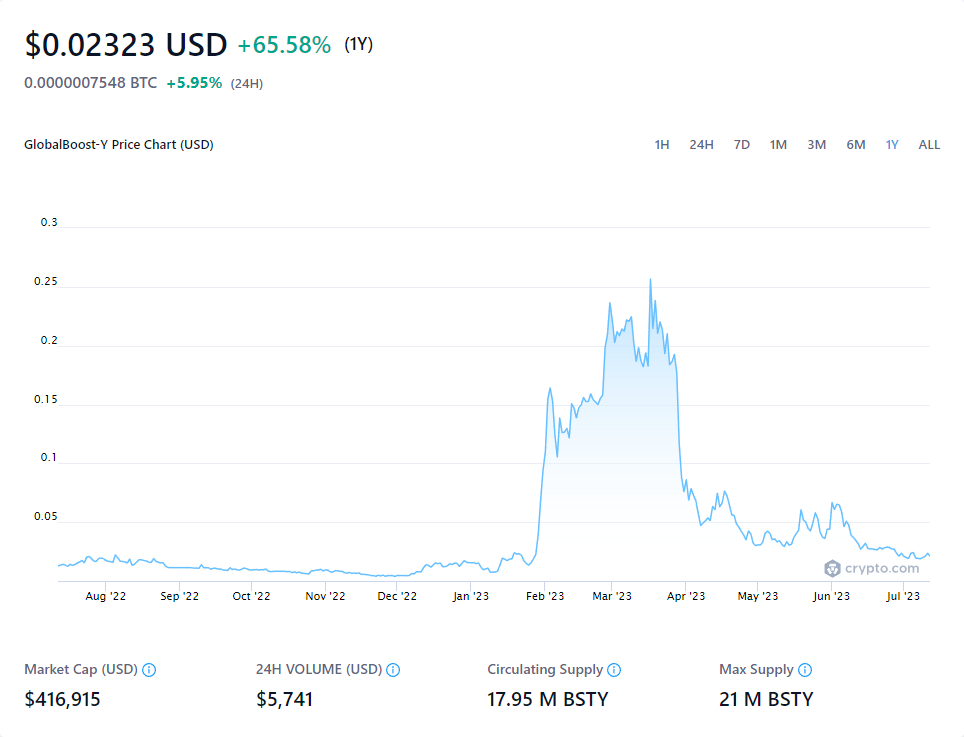 $0.02323 USD +65.58% (1Y)
0.0000007548 BTC +5.95% (24H)
GlobalBoost-Y Price Chart (USD) 1H 24H 7D 1M 3M 6M 1Y ALL
0.3
0.25
0.2
0.15
0.1
0.05
crypto.com
Aug '22 Sep '22 Oct '22 Nov '22 Dec '22 Jan '23 Feb '23 Mar '23 Apr '23 May '23 Jun '23 Jul '23
Market Cap (USD) 24H VOLUME (USD) Circulating Supply Max Supply
$416,915 $5,741 17.95 M BSTY 21 M BSTY